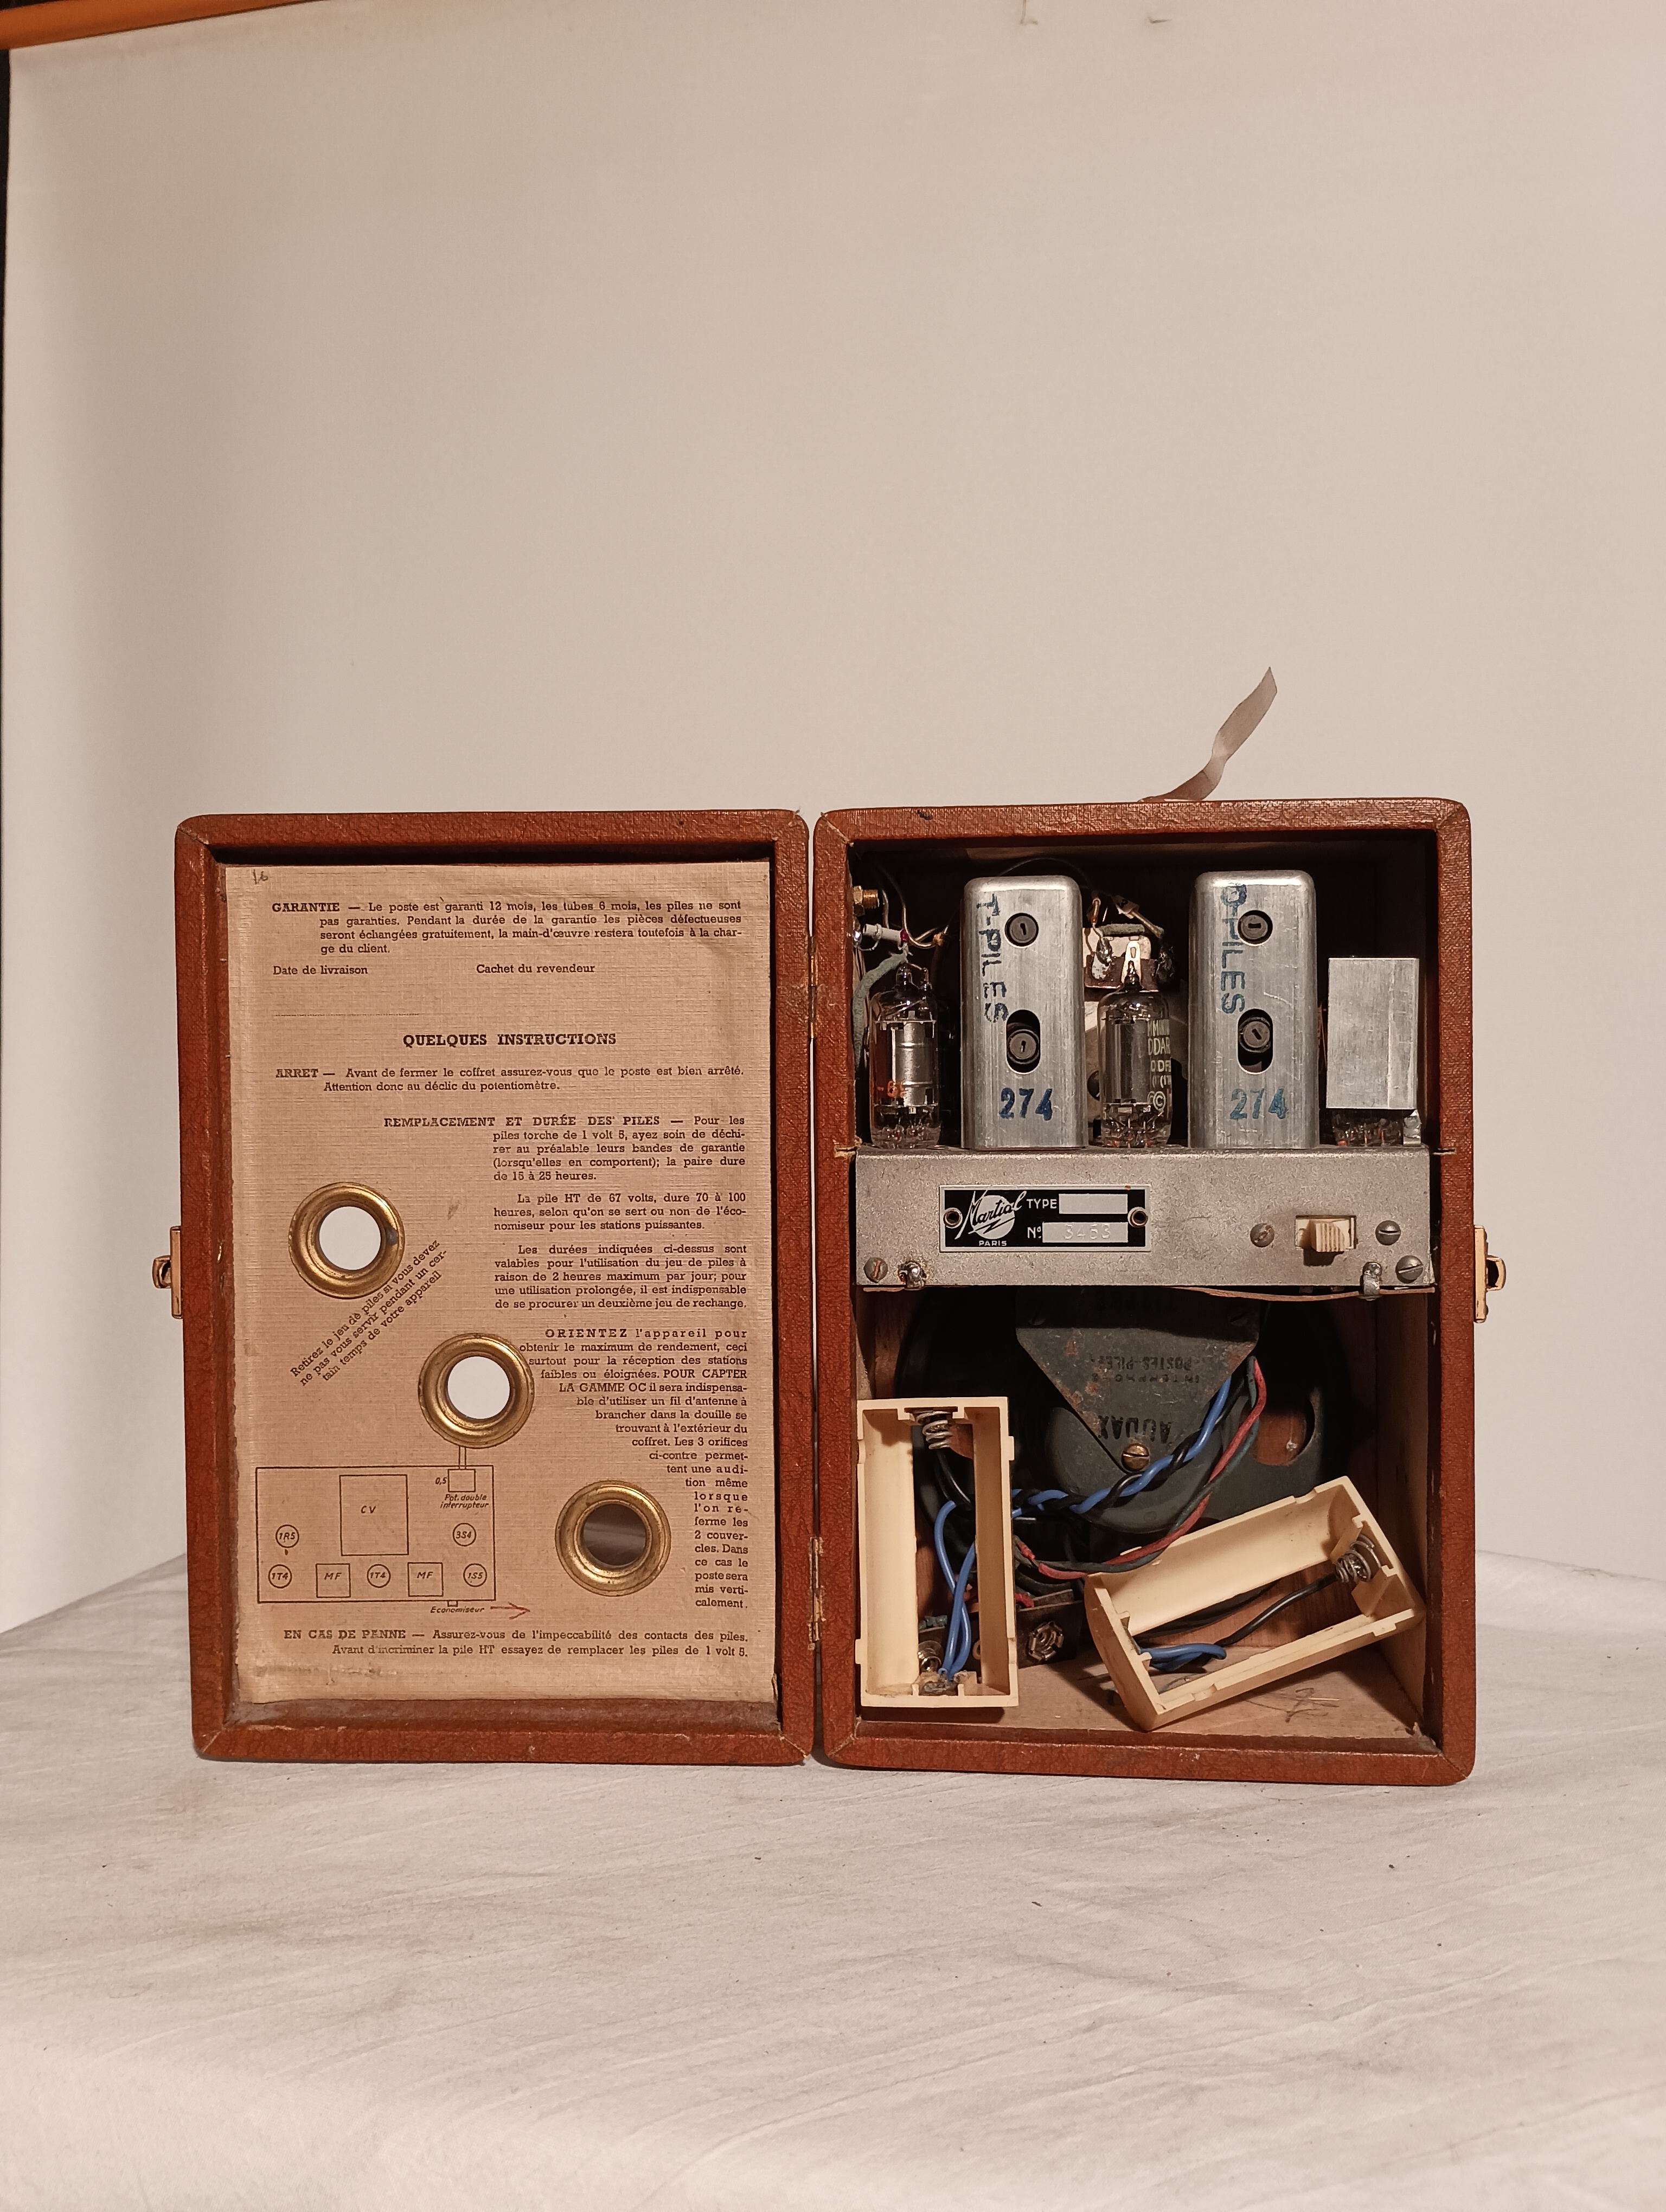 16
GARANTIE — Le poste est garanti 12 mois, les tubes 6 mois, les piles ne sont
pas garanties. Pendant la durée de la garantie les pièces défectueuses
seront échangées gratuitement, la main-d'œuvre restera toutefois à la char-
ge du client.
Date de livraison Cachet du revendeur
QUELQUES INSTRUCTIONS
ARRET — Avant de fermer le coffret assurez-vous que le poste est bien arrêté.
Attention donc au déclic du potentiomètre.
REMPLACEMENT ET DURÉE DES PILES — Pour les
piles torche de 1 volt 5, ayez soin de déchi-
rer au préalable leurs bandes de garantie
(lorsqu'elles en comportent); la paire dure
de 15 à 25 heures.
La pile HT de 67 volts, dure 70 à 100
heures, selon qu'on se sert ou non de l'éco-
nomiseur pour les stations puissantes.
Les durées indiquées ci-dessus sont
valables pour l'utilisation du jeu de piles à
raison de 2 heures maximum par jour; pour
une utilisation prolongée, il est indispensable
de se procurer un deuxième jeu de rechange.
Retirez le jeu de piles si vous devez
ne pas vous servir pendant un cer-
tain temps de votre appareil
ORIENTEZ l'appareil pour
obtenir le maximum de rendement, ceci
surtout pour la réception des stations
faibles ou éloignées. POUR CAPTER
LA GAMME OC il sera indispensa-
ble d'utiliser un fil d'antenne à
brancher dans la douille se
trouvant à l'extérieur du
coffret. Les 3 orifices
ci-contre permet-
tent une audi-
tion même
lorsque
l'on re-
ferme les
2 couver-
cles. Dans
ce cas le
poste sera
mis verti-
calement.
0,5
Pot. double
interrupteur
CV
1R5
3S4
1T4
MF
1T4
MF
1S5
Economiseur
EN CAS DE PANNE — Assurez-vous de l'impeccabilité des contacts des piles.
Avant d'incriminer la pile HT essayez de remplacer les piles de 1 volt 5.
T-PILES
274
D-PILES
274
Martial
PARIS
TYPE
No
POSTES-PILES
AUDAX